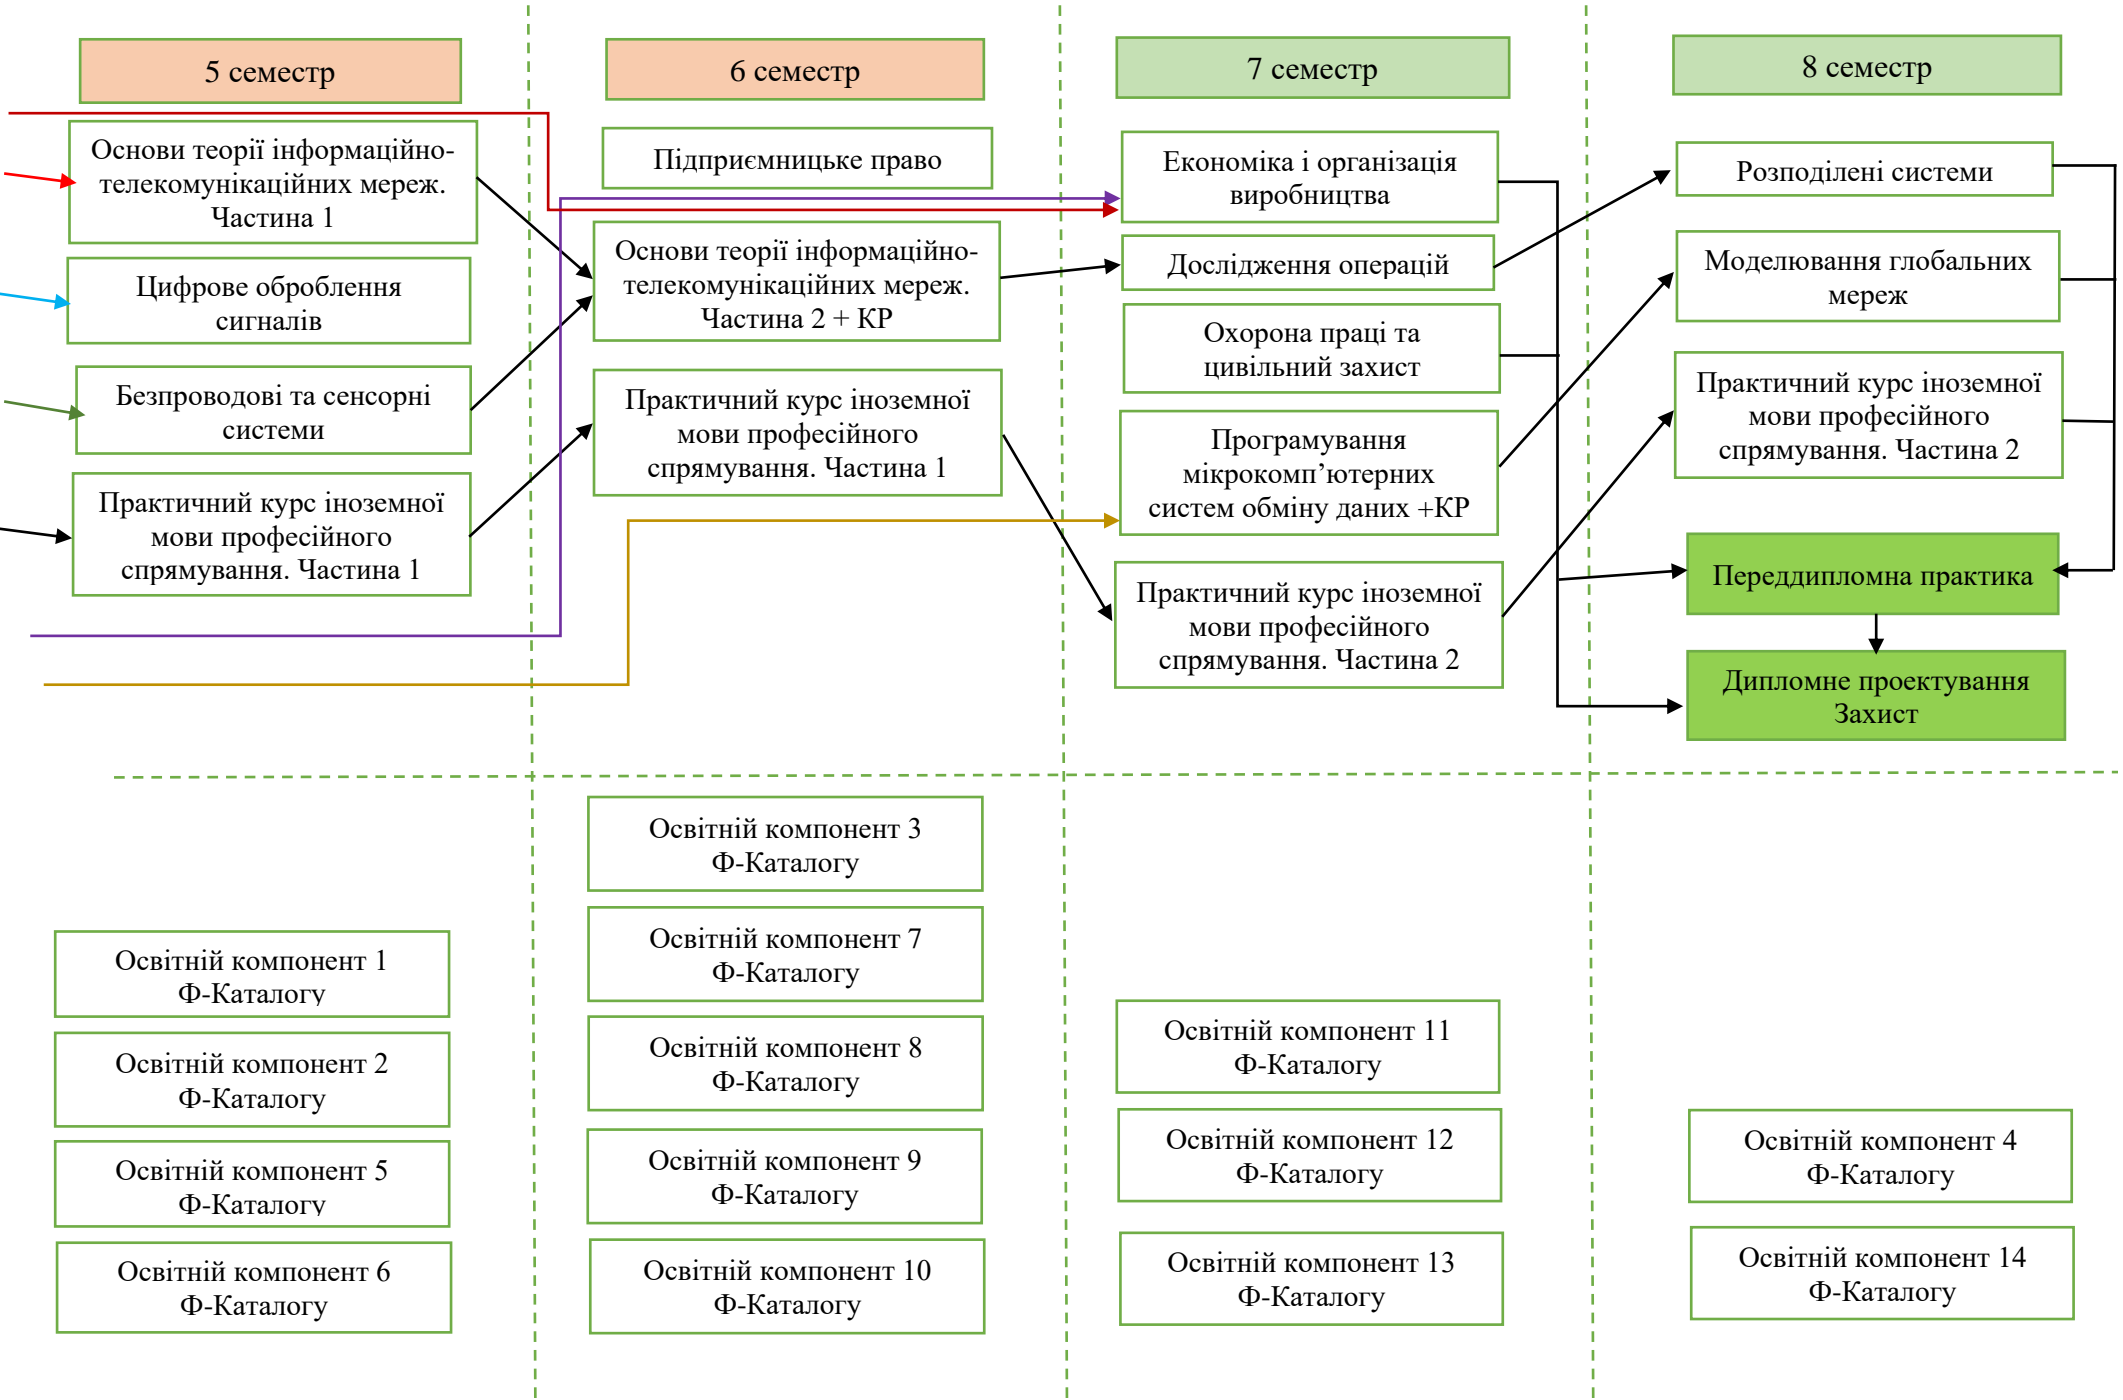 5 семестр
Основи теорії інформаційно-
телекомунікаційних мереж.
Частина 1
Цифрове оброблення
сигналів
Безпроводові та сенсорні
системи
Практичний курс іноземної
мови професійного
спрямування. Частина 1
6 семестр
Підприємницьке право
Основи теорії інформаційно-
телекомунікаційних мереж.
Частина 2 + КР
Практичний курс іноземної
мови професійного
спрямування. Частина 1
7 семестр
Економіка і організація
виробництва
Дослідження операцій
Охорона праці та
цивільний захист
Програмування
мікрокомп’ютерних
систем обміну даних +КР
Практичний курс іноземної
мови професійного
спрямування. Частина 2
8 семестр
Розподілені системи
Моделювання глобальних
мереж
Практичний курс іноземної
мови професійного
спрямування. Частина 2
Переддипломна практика
Дипломне проектування
Захист
Освітній компонент 1
Ф-Каталогу
Освітній компонент 2
Ф-Каталогу
Освітній компонент 5
Ф-Каталогу
Освітній компонент 6
Ф-Каталогу
Освітній компонент 3
Ф-Каталогу
Освітній компонент 7
Ф-Каталогу
Освітній компонент 8
Ф-Каталогу
Освітній компонент 9
Ф-Каталогу
Освітній компонент 10
Ф-Каталогу
Освітній компонент 11
Ф-Каталогу
Освітній компонент 12
Ф-Каталогу
Освітній компонент 13
Ф-Каталогу
Освітній компонент 4
Ф-Каталогу
Освітній компонент 14
Ф-Каталогу